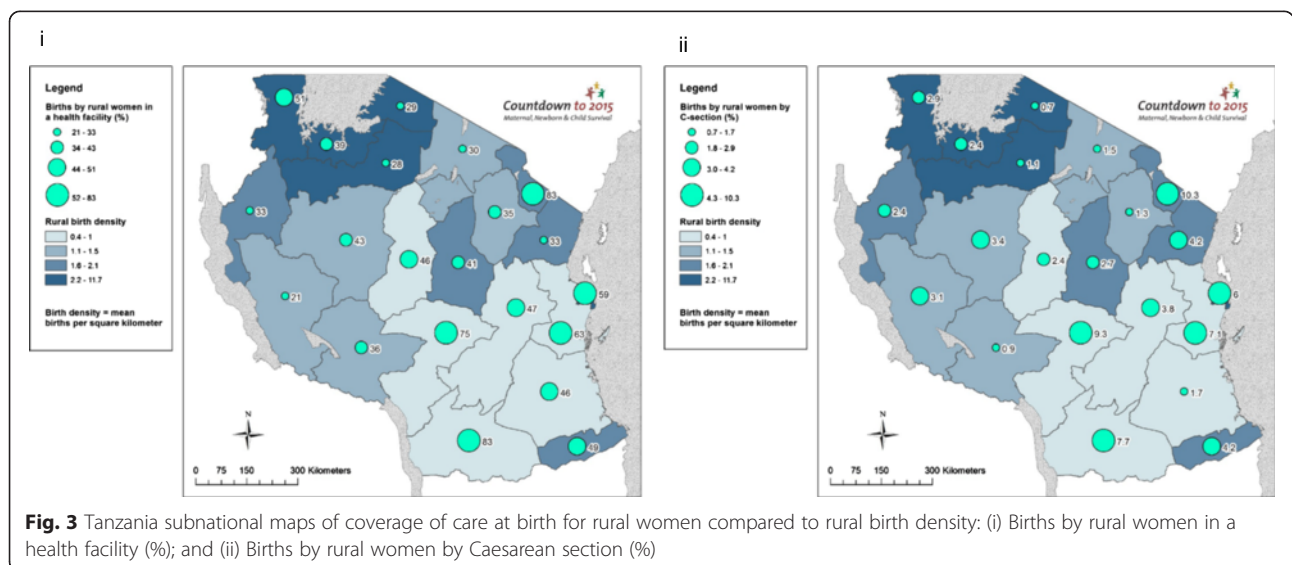 i
Legend
Births by rural women in
a health facility (%)
21 - 33
34 - 43
44 - 51
52 - 83
Rural birth density
0.4 - 1
1.1 - 1.5
1.6 - 2.1
2.2 - 11.7
Birth density = mean
births per square kilometer
Countdown to 2015
Maternal, Newborn & Child Survival
51
29
39
28
30
83
33
35
43
33
46
41
21
59
47
75
63
36
46
83
49
N
0 75 150 300 Kilometers
ii
Legend
Births by rural women by
C-section (%)
0.7 - 1.7
1.8 - 2.9
3.0 - 4.2
4.3 - 10.3
Rural birth density
0.4 - 1
1.1 - 1.5
1.6 - 2.1
2.2 - 11.7
Birth density = mean
births per square kilometer
Countdown to 2015
Maternal, Newborn & Child Survival
2.9
0.7
2.4
1.1
1.5
10.3
2.4
1.3
3.4
4.2
2.4
2.7
3.1
6
3.8
9.3
7.1
0.9
1.7
7.7
4.2
N
0 75 150 300 Kilometers
Fig. 3 Tanzania subnational maps of coverage of care at birth for rural women compared to rural birth density: (i) Births by rural women in a
health facility (%); and (ii) Births by rural women by Caesarean section (%)